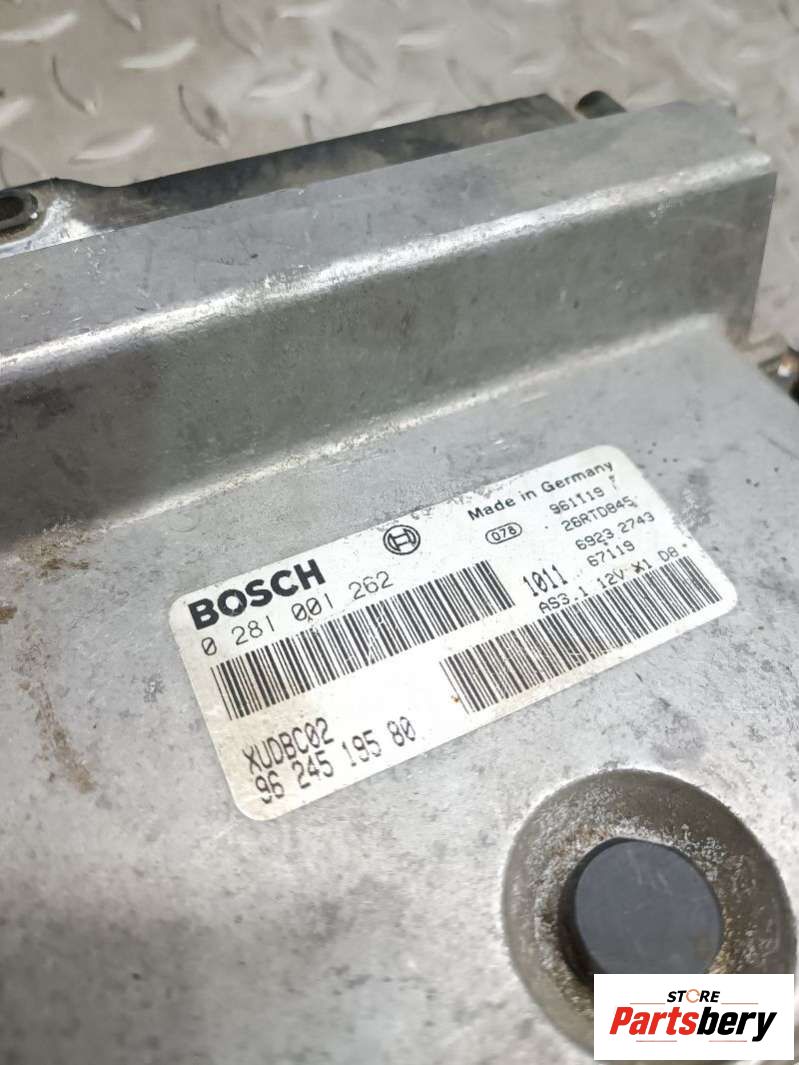 BOSCH
0 281 001 262
Made in Germany
078
961119
26RTD845
6923 2743
67119
1011
AS3.1 12V X1 D8
XUDBC02
96 245 195 80
STORE
Partsbery